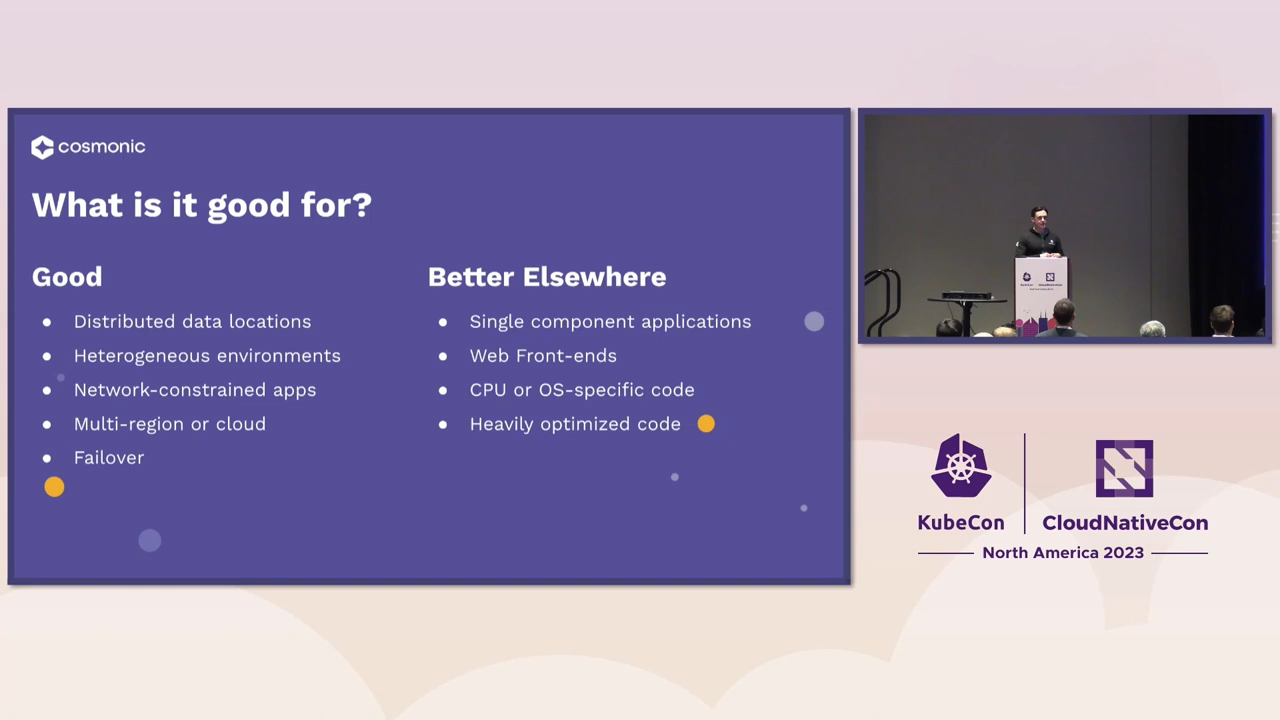 cosmonic
What is it good for?
Good
Distributed data locations
Heterogeneous environments
Network-constrained apps
Multi-region or cloud
Failover
Better Elsewhere
Single component applications
Web Front-ends
CPU or OS-specific code
Heavily optimized code
KubeCon
CloudNativeCon
North America 2023